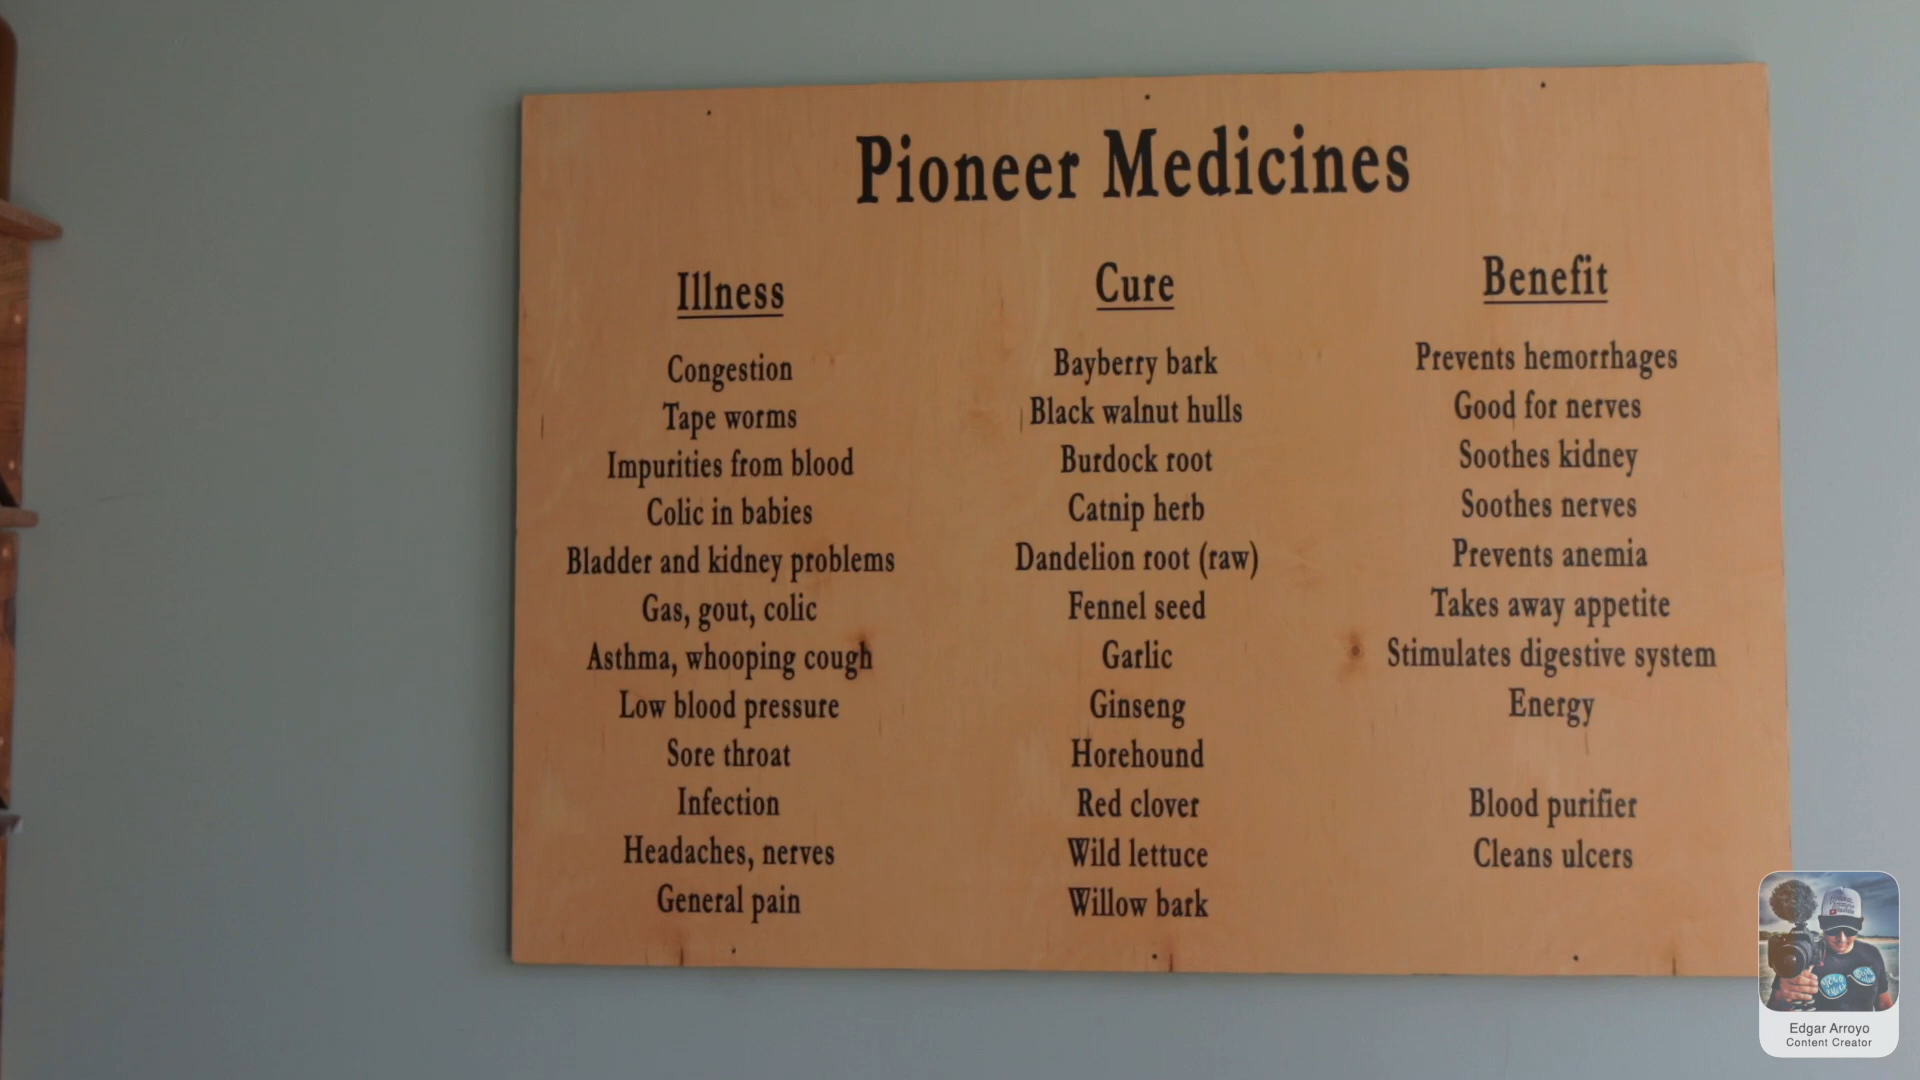 Pioneer Medicines
Illness Cure Benefit
Congestion Bayberry bark Prevents hemorrhages
Tape worms Black walnut hulls Good for nerves
Impurities from blood Burdock root Soothes kidney
Colic in babies Catnip herb Soothes nerves
Bladder and kidney problems Dandelion root (raw) Prevents anemia
Gas, gout, colic Fennel seed Takes away appetite
Asthma, whooping cough Garlic Stimulates digestive system
Low blood pressure Ginseng Energy
Sore throat Horehound
Infection Red clover Blood purifier
Headaches, nerves Wild lettuce Cleans ulcers
General pain Willow bark
Edgar Arroyo
Content Creator